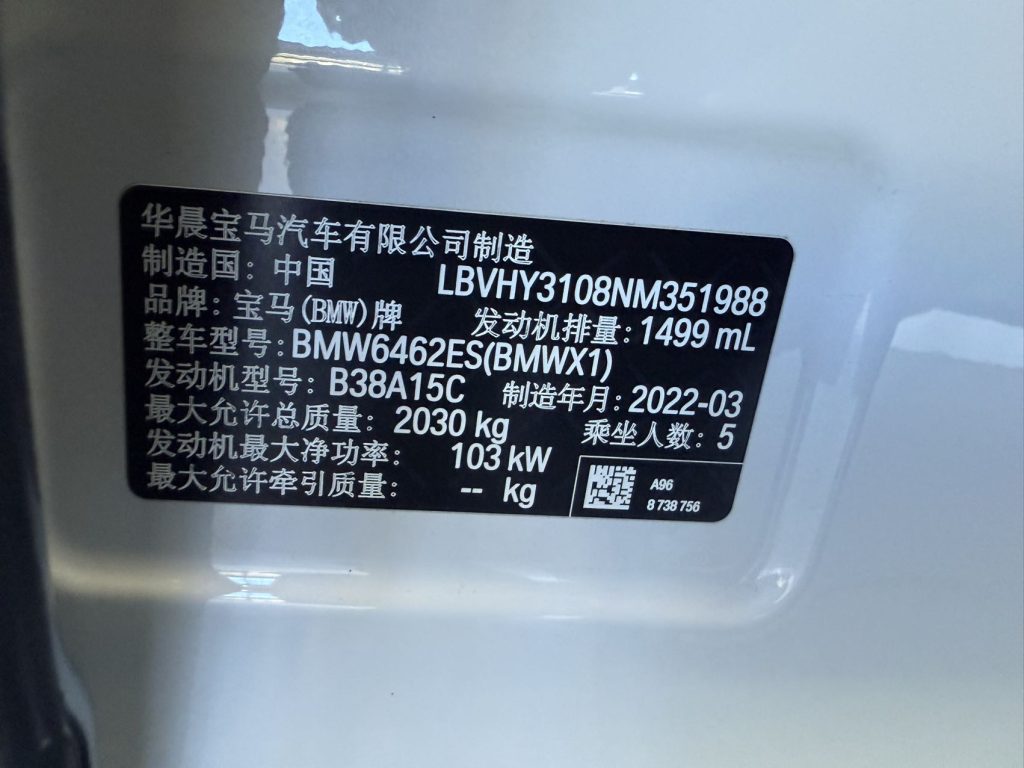 华晨宝马汽车有限公司制造
制造国：中国 LBVHY3108NM351988
品牌：宝马(BMW)牌 发动机排量：1499 mL
整车型号：BMW6462ES(BMWX1)
发动机型号：B38A15C 制造年月：2022-03
最大允许总质量：2030 kg 乘坐人数：5
发动机最大净功率：103 kW
最大允许牵引质量：-- kg
A96
8 738 756